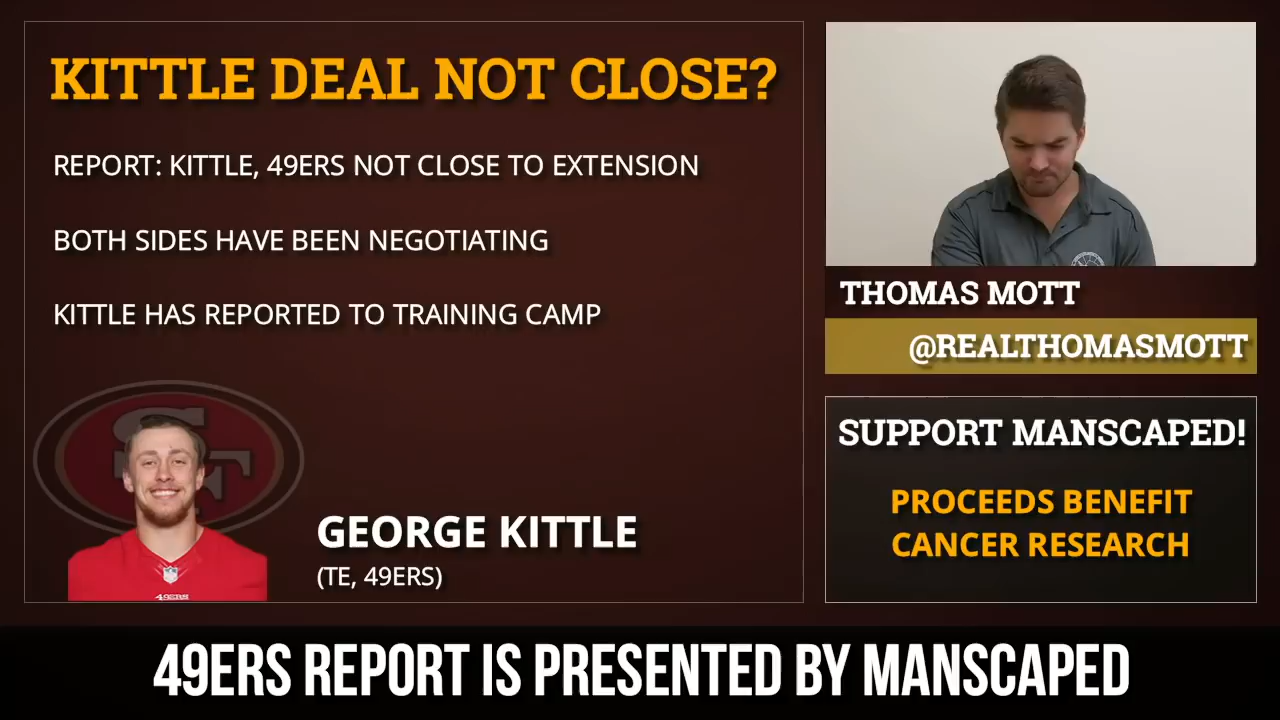 KITTLE DEAL NOT CLOSE?
REPORT: KITTLE, 49ERS NOT CLOSE TO EXTENSION
BOTH SIDES HAVE BEEN NEGOTIATING
KITTLE HAS REPORTED TO TRAINING CAMP
SF
49ERS
GEORGE KITTLE
(TE, 49ERS)
THOMAS MOTT
@REALTHOMASMOTT
SUPPORT MANSCAPED!
PROCEEDS BENEFIT
CANCER RESEARCH
49ERS REPORT IS PRESENTED BY MANSCAPED